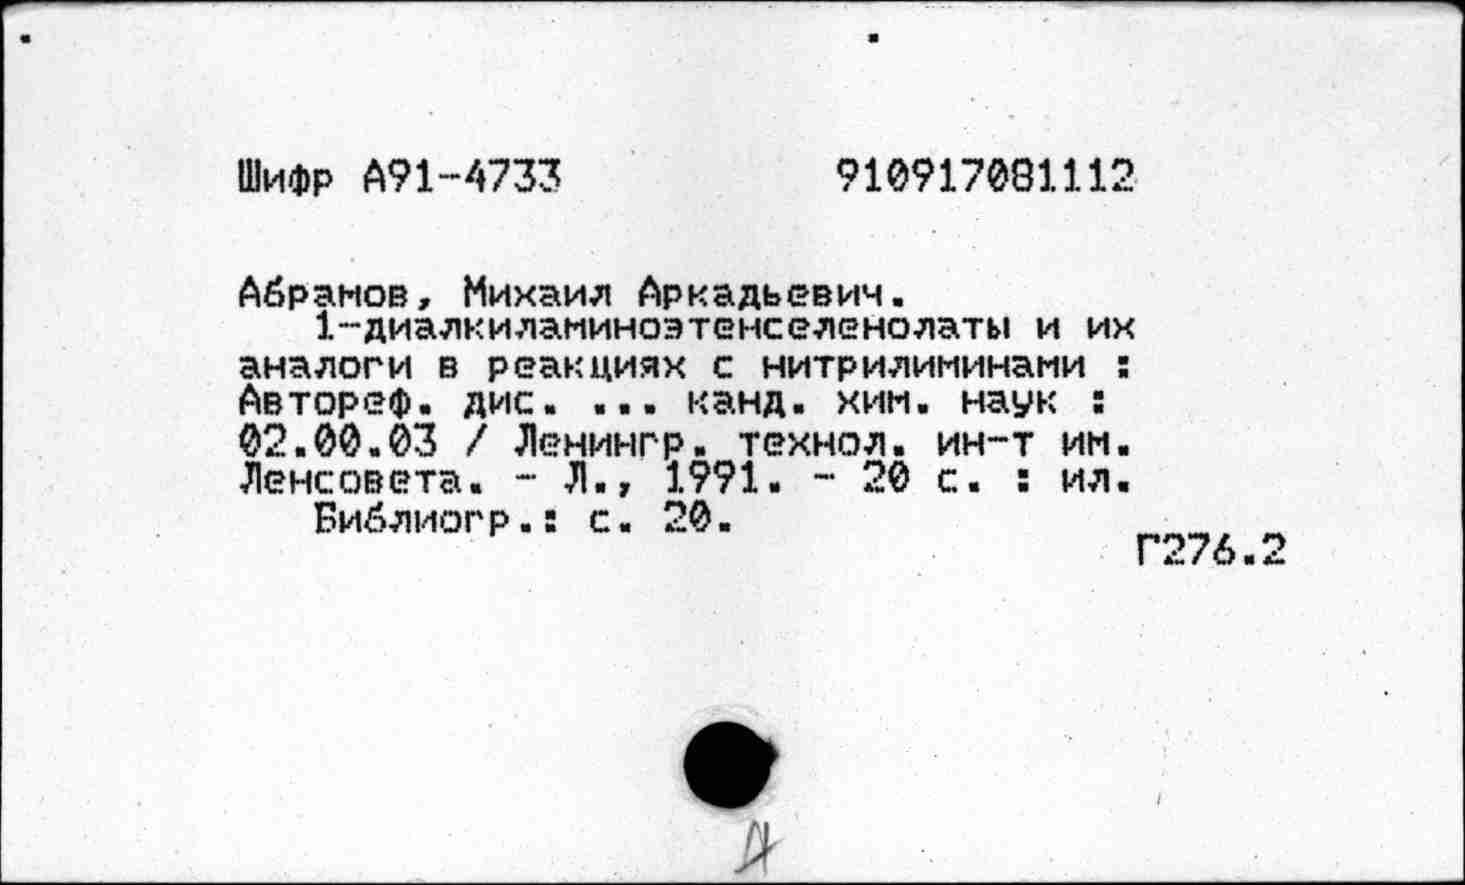 Шифр А91-4733 910917081112
Абрамов, Михаил Аркадьевич.
1-диалкиламиноэтенселенолаты и их
аналоги в реакциях с нитрилиминами :
Автореф. дис. ... канд. хим. наук :
02.00.03 / Ленингр. технол. ин-т им.
Ленсовета. - Л., 1991. - 20 с. : ил.
Библиогр.: с. 20.
Г276.2